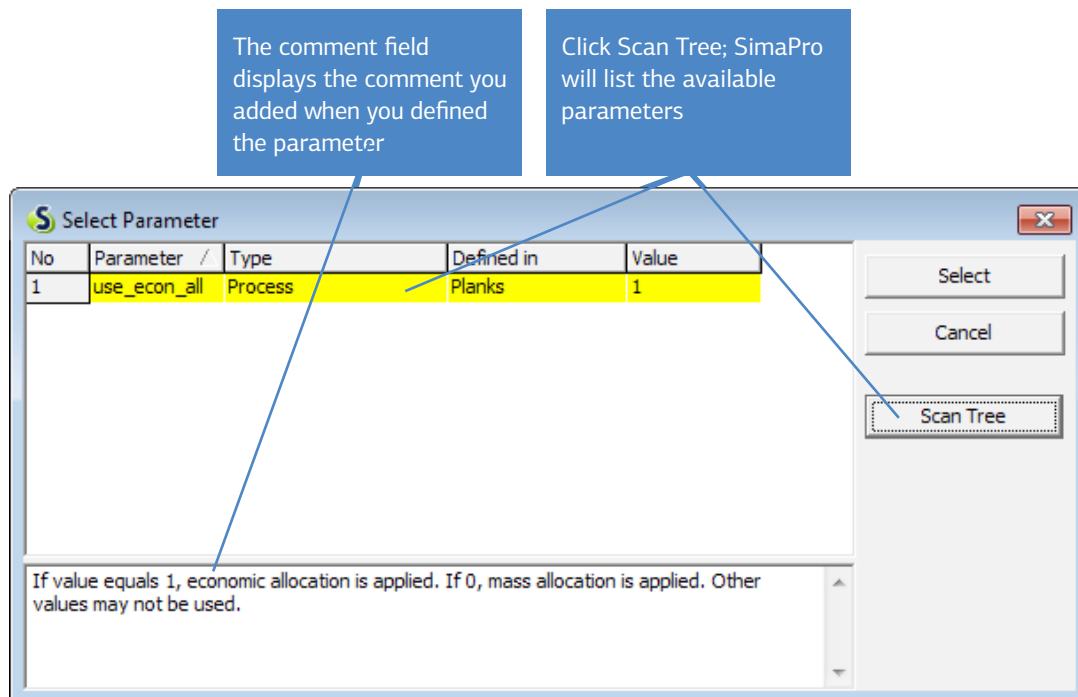 The comment field
displays the comment you
added when you defined
the parameter
Click Scan Tree; SimaPro
will list the available
parameters
S Select Parameter
No Parameter / Type Defined in Value
1 use_econ_all Process Planks 1
Select
Cancel
Scan Tree
If value equals 1, economic allocation is applied. If 0, mass allocation is applied. Other
values may not be used.